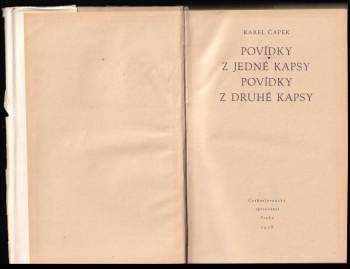 KAREL ČAPEK
POVÍDKY
Z JEDNÉ KAPSY
POVÍDKY
Z DRUHÉ KAPSY
Československý
spisovatel
Praha